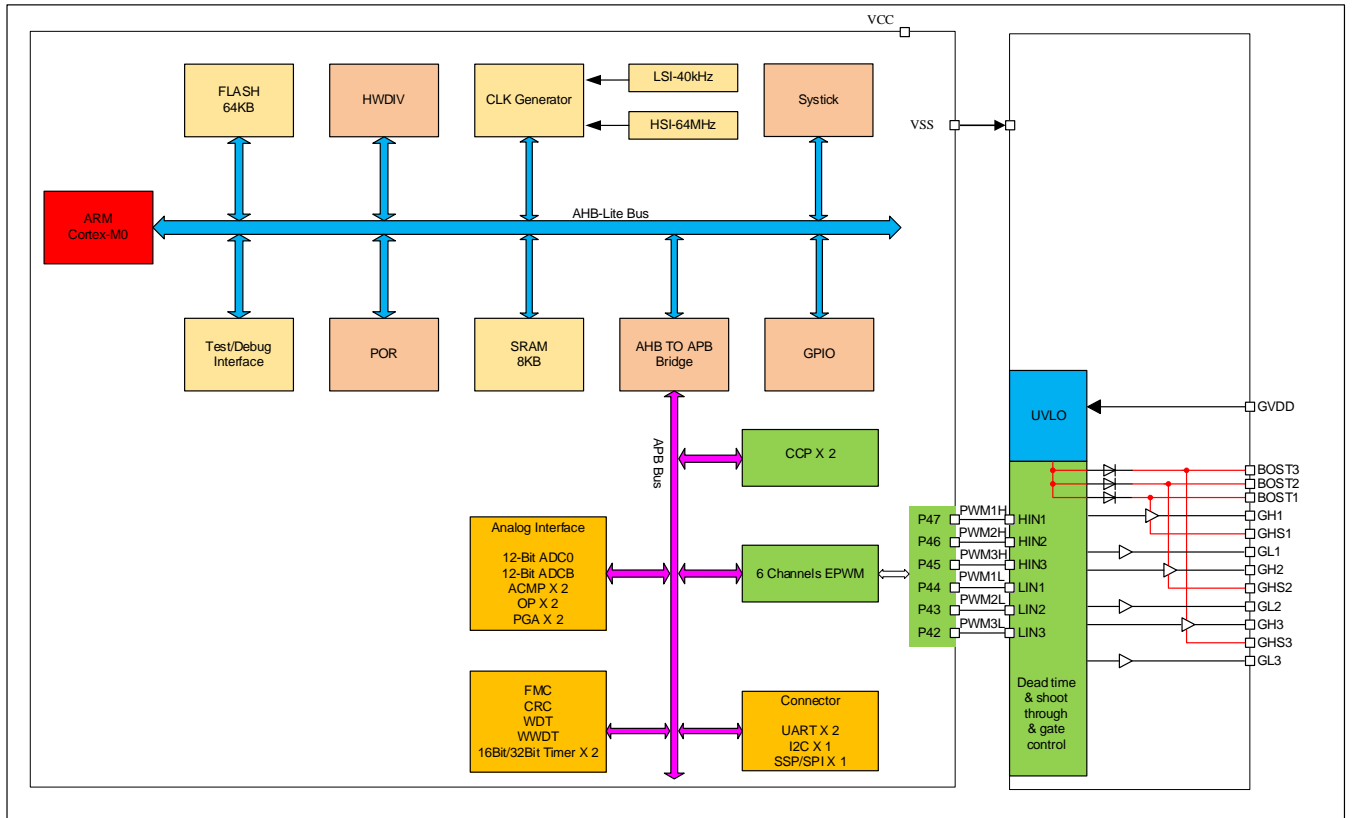 VCC
FLASH
64KB
HWDIV
CLK Generator
LSI-40kHz
HSI-64MHz
Systick
VSS
ARM
Cortex-M0
AHB-Lite Bus
Test/Debug
Interface
POR
SRAM
8KB
AHB TO APB
Bridge
GPIO
UVLO
GVDD
APB Bus
CCP X 2
BOST3
BOST2
BOST1
Analog Interface
12-Bit ADC0
12-Bit ADCB
ACMP X 2
OP X 2
PGA X 2
6 Channels EPWM
P47
PWM1H
HIN1
P46
PWM2H
HIN2
P45
PWM3H
HIN3
P44
PWM1L
LIN1
P43
PWM2L
LIN2
P42
PWM3L
LIN3
GH1
GHS1
GL1
GH2
GHS2
GL2
GH3
GHS3
GL3
Dead time
& shoot
through
& gate
control
FMC
CRC
WDT
WWDT
16Bit/32Bit Timer X 2
Connector
UART X 2
I2C X 1
SSP/SPI X 1